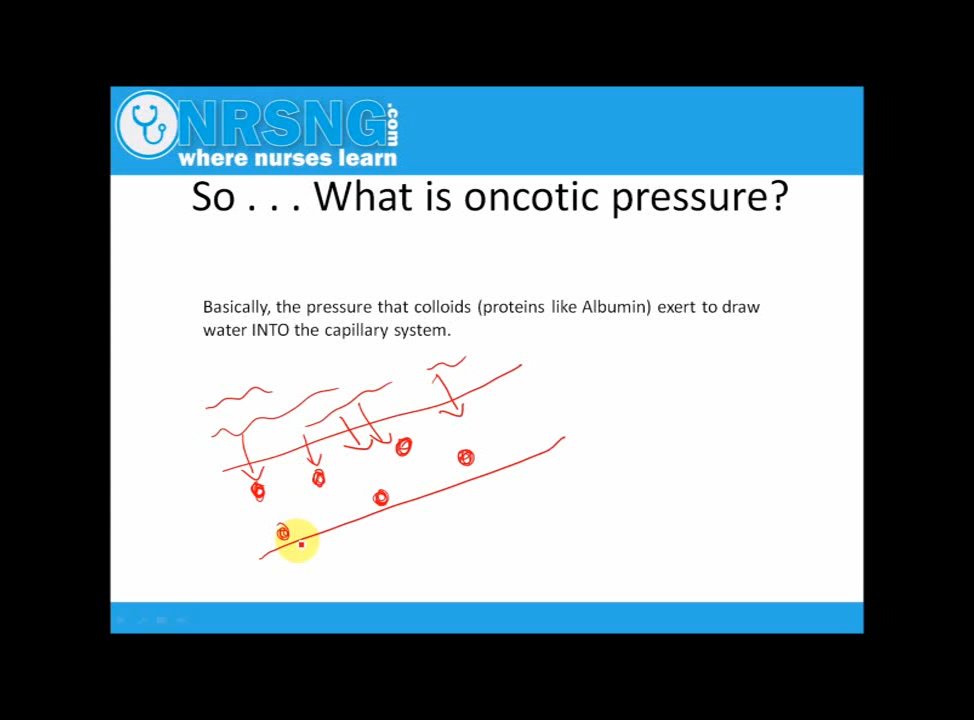 NRSNG.com
where nurses learn
So . . . What is oncotic pressure?
Basically, the pressure that colloids (proteins like Albumin) exert to draw
water INTO the capillary system.